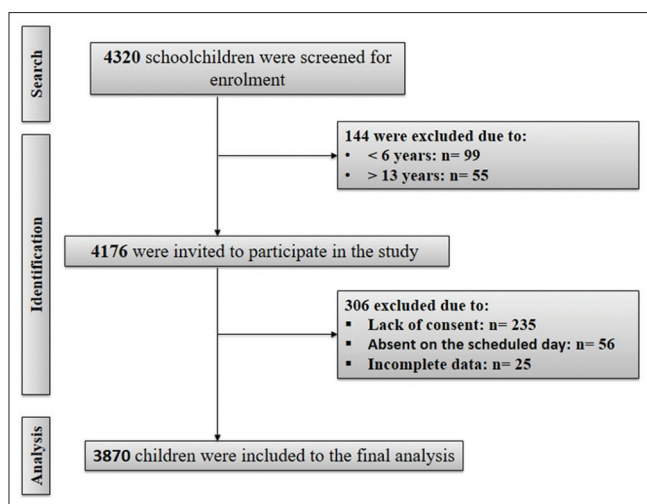 Search
4320 schoolchildren were screened for
enrolment
144 were excluded due to:
• < 6 years: n= 99
• > 13 years: n= 55
Identification
4176 were invited to participate in the study
306 excluded due to:
▪ Lack of consent: n= 235
▪ Absent on the scheduled day: n= 56
▪ Incomplete data: n= 25
Analysis
3870 children were included to the final analysis